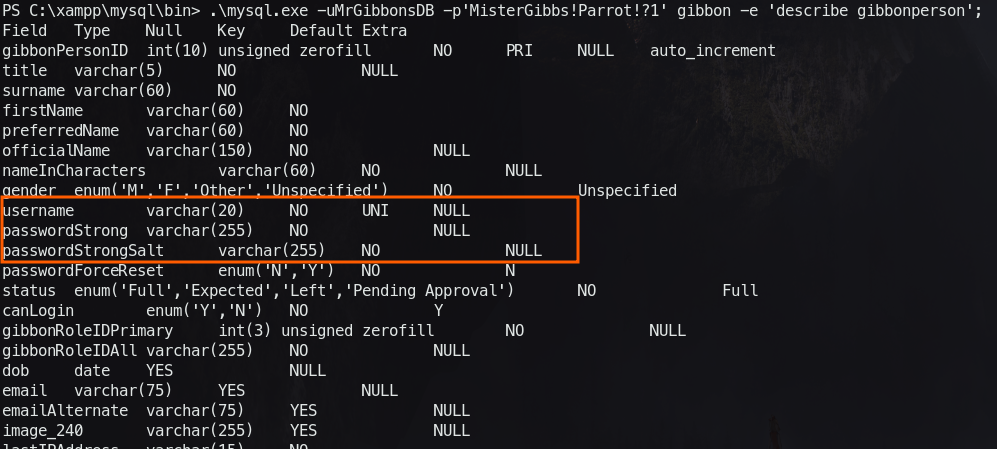 PS C:\xampp\mysql\bin> .\mysql.exe -uMrGibbonsDB -p'MisterGibbs!Parrot!?1' gibbon -e 'describe gibbonperson';
Field Type Null Key Default Extra
gibbonPersonID int(10) unsigned zerofill NO PRI NULL auto_increment
title varchar(5) NO NULL
surname varchar(60) NO
firstName varchar(60) NO
preferredName varchar(60) NO
officialName varchar(150) NO NULL
nameInCharacters varchar(60) NO NULL
gender enum('M','F','Other','Unspecified') NO Unspecified
username varchar(20) NO UNI NULL
passwordStrong varchar(255) NO NULL
passwordStrongSalt varchar(255) NO NULL
passwordForceReset enum('N','Y') NO N
status enum('Full','Expected','Left','Pending Approval') NO Full
canLogin enum('Y','N') NO Y
gibbonRoleIDPrimary int(3) unsigned zerofill NO NULL
gibbonRoleIDAll varchar(255) NO NULL
dob date YES NULL
email varchar(75) YES NULL
emailAlternate varchar(75) YES NULL
image_240 varchar(255) YES NULL
lastIPAddress varchar(15) NO